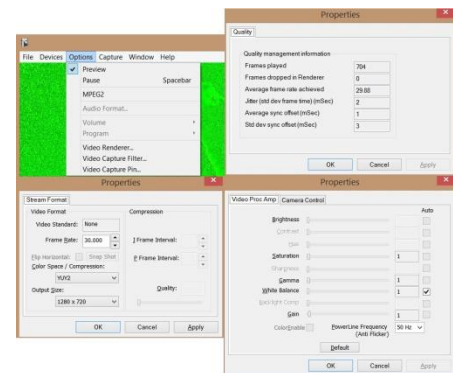 File Devices Options Capture Window Help
Preview
Pause Spacebar
MPEG2
Audio Format...
Volume
Program
Video Renderer...
Video Capture Filter...
Video Capture Pin...
Properties
Quality
Quality management information
Frames played 704
Frames dropped in Renderer 0
Average frame rate achieved 29.88
Jitter (std dev frame time) (mSec) 2
Average sync offset (mSec) 1
Std dev sync offset (mSec) 3
OK Cancel Apply
Properties
Stream Format
Video Format Compression
Video Standard: None
Frame Rate: 30.000 I Frame Interval:
Flip Horizontal: Snap Shot P Frame Interval:
Color Space / Compression:
YUY2
Output Size: Quality:
1280 x 720
OK Cancel Apply
Properties
Video Proc Amp Camera Control
Auto
Brightness
Contrast
Hue
Saturation 1
Sharpness
Gamma 1
White Balance 1
Backlight Comp
Gain 1
ColorEnable PowerLine Frequency 50 Hz
(Anti Flicker)
Default
OK Cancel Apply